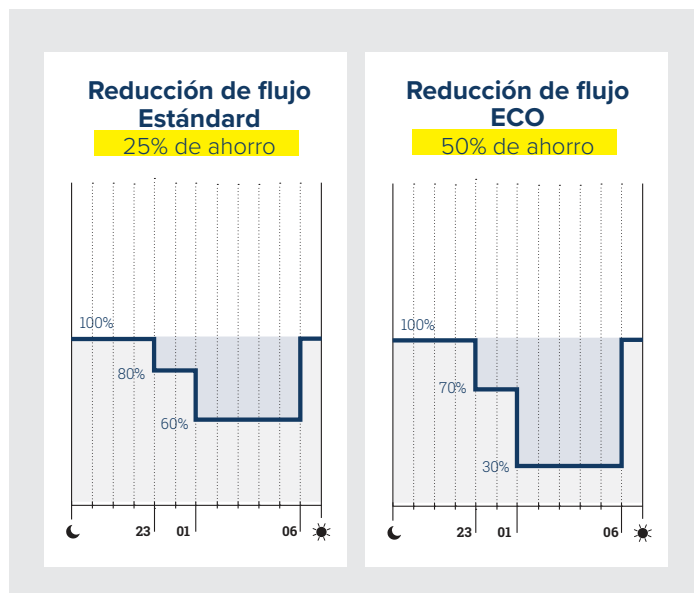 Reducción de flujo
Estándard
25% de ahorro
100%
80%
60%
23 01 06
Reducción de flujo
ECO
50% de ahorro
100%
70%
30%
23 01 06